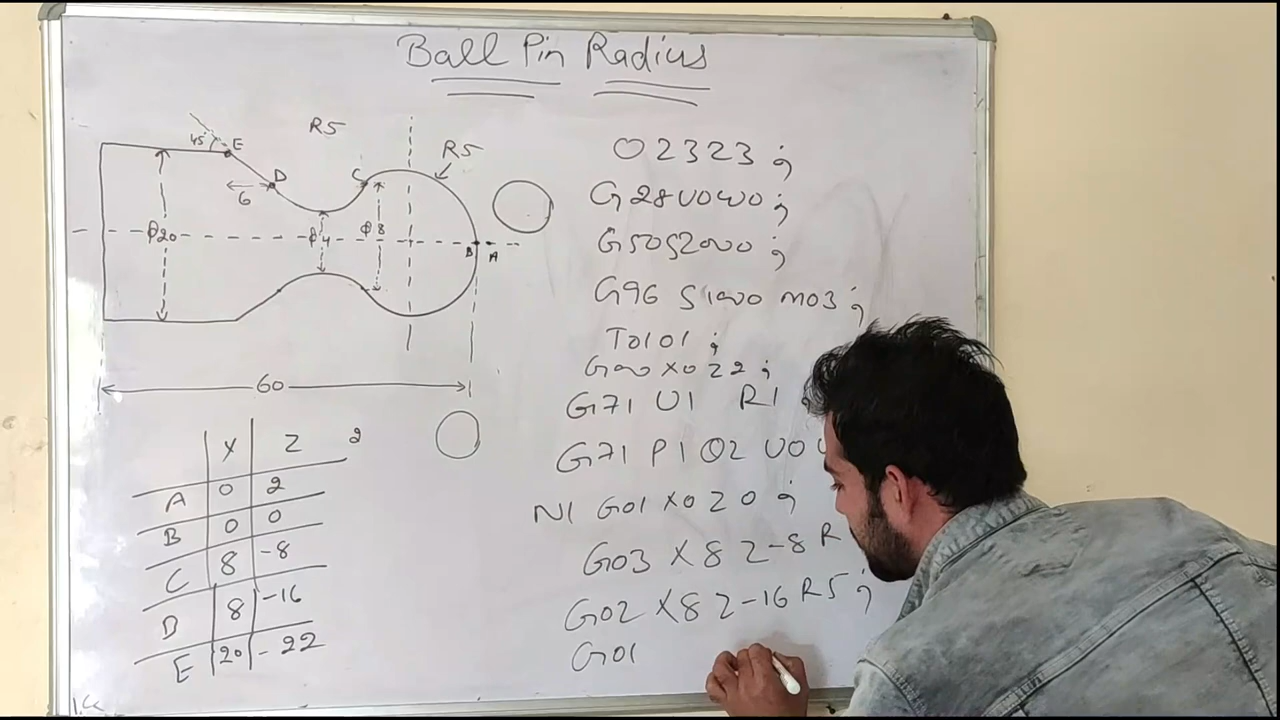 Ball Pin Radius
R5
R5
45° E
D
C
6
φ20
φ4
φ8
B A
60
X Z 2
A 0 2
B 0 0
C 8 -8
D 8 -16
E 20 -22
O2323;
G28U0W0;
G50S2000;
G96 S1000 M03;
T0101;
G00 X0 Z2;
G71 U1 R1
G71 P1 Q2 U0
N1 G01 X0 Z0;
G03 X8 Z-8 R
G02 X8 Z-16 R5;
G01